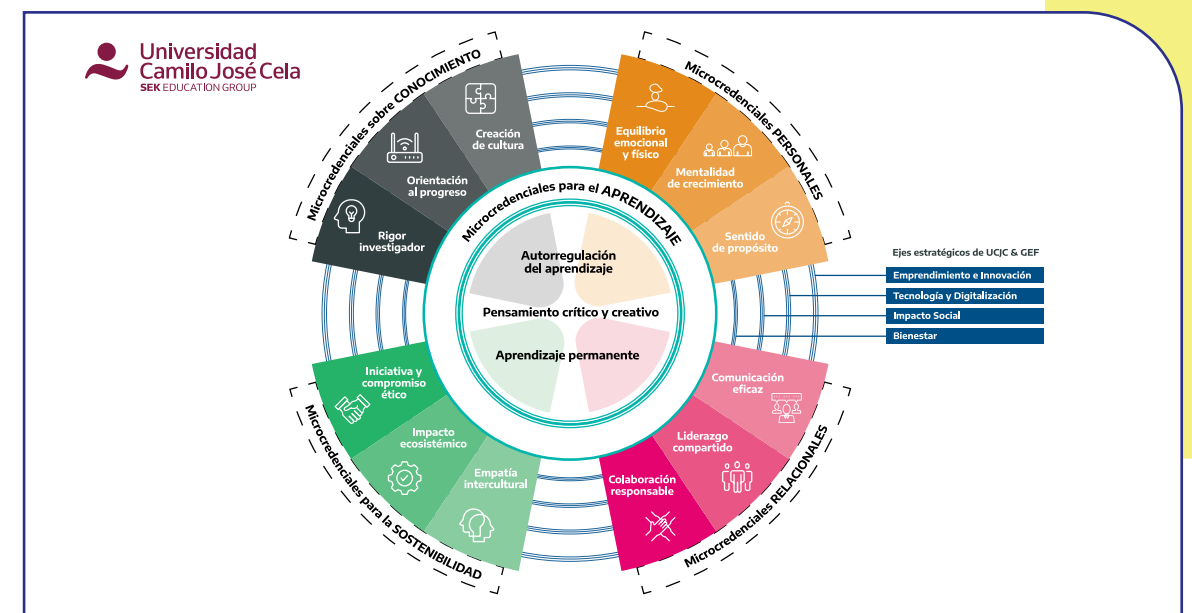 Universidad
Camilo José Cela
SEK EDUCATION GROUP
Microcredenciales sobre CONOCIMIENTO
Creación
de cultura
Orientación
al progreso
Rigor
investigador
Microcredenciales PERSONALES
Equilibrio
emocional
y físico
Mentalidad
de crecimiento
Sentido
de propósito
Microcredenciales para el APRENDIZAJE
Autorregulación
del aprendizaje
Pensamiento crítico y creativo
Aprendizaje permanente
Ejes estratégicos de UCJC & GEF
Emprendimiento e Innovación
Tecnología y Digitalización
Impacto Social
Bienestar
Iniciativa y
compromiso
ético
Impacto
ecosistémico
Empatía
intercultural
Microcredenciales para la SOSTENIBILIDAD
Comunicación
eficaz
Liderazgo
compartido
Colaboración
responsable
Microcredenciales RELACIONALES